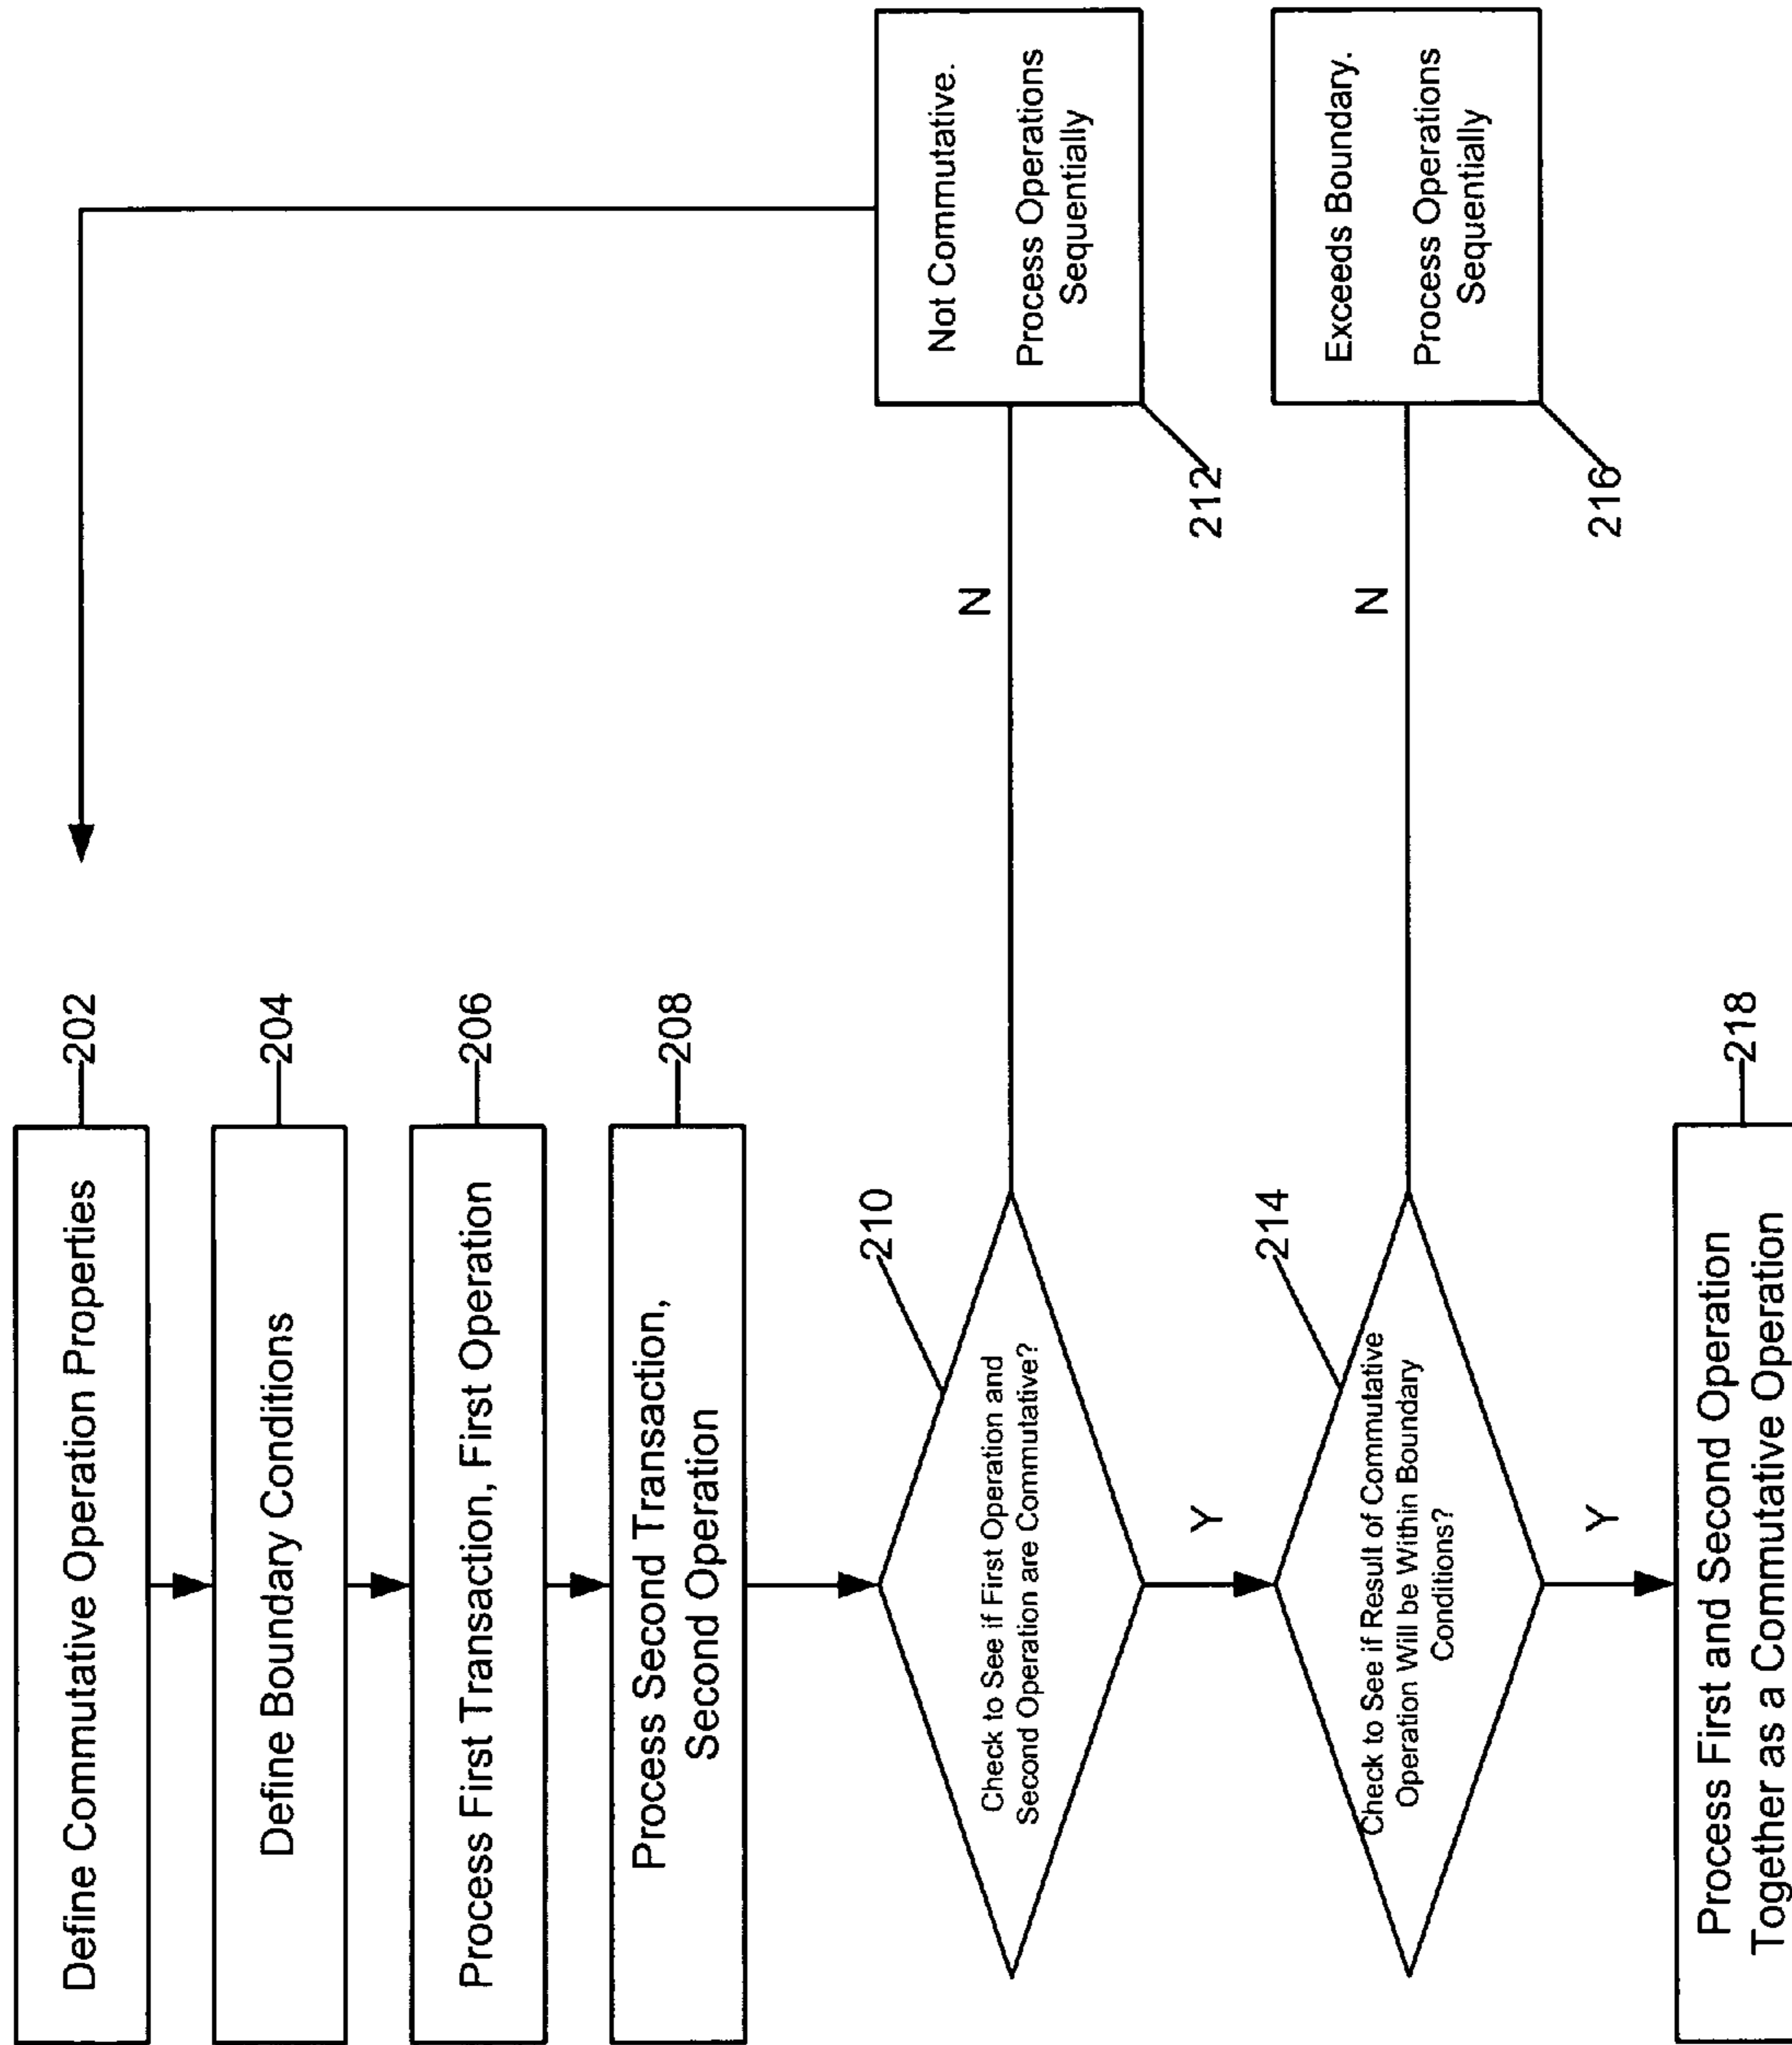 Define Commutative Operation Properties
202
Define Boundary Conditions
204
Process First Transaction, First Operation
206
Process Second Transaction,
Second Operation
208
210
Check to See if First Operation and
Second Operation are Commutative?
N
Not Commutative.
Process Operations
Sequentially
212
Y
214
Check to See if Result of Commutative
Operation Will be Within Boundary
Conditions?
N
Exceeds Boundary.
Process Operations
Sequentially
216
Y
Process First and Second Operation
Together as a Commutative Operation
218